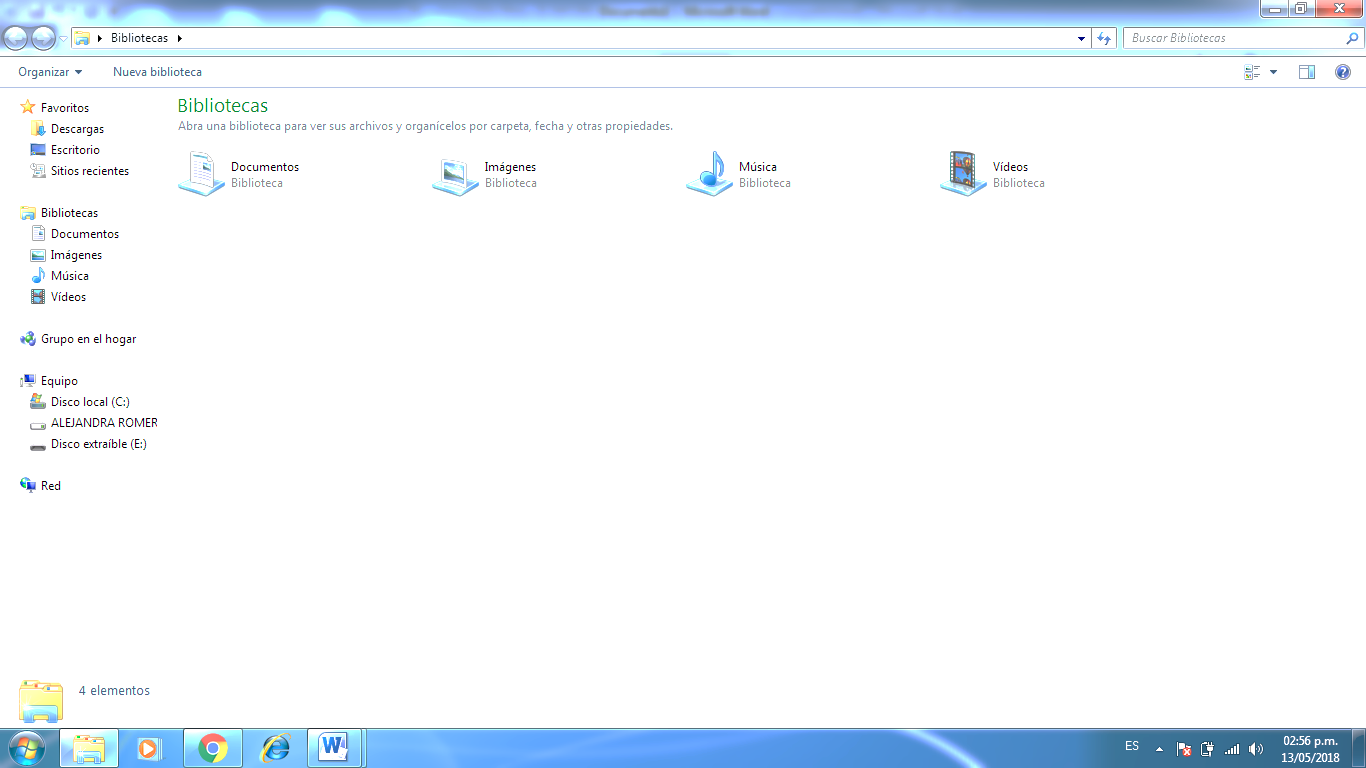 Documento1 - Microsoft Word
Bibliotecas
Buscar Bibliotecas
Organizar
Nueva biblioteca
Favoritos
Descargas
Escritorio
Sitios recientes
Bibliotecas
Documentos
Imágenes
Música
Vídeos
Grupo en el hogar
Equipo
Disco local (C:)
ALEJANDRA ROMER
Disco extraíble (E:)
Red
Bibliotecas
Abra una biblioteca para ver sus archivos y organícelos por carpeta, fecha y otras propiedades.
Documentos
Biblioteca
Imágenes
Biblioteca
Música
Biblioteca
Vídeos
Biblioteca
4 elementos
ES
02:56 p.m.
13/05/2018